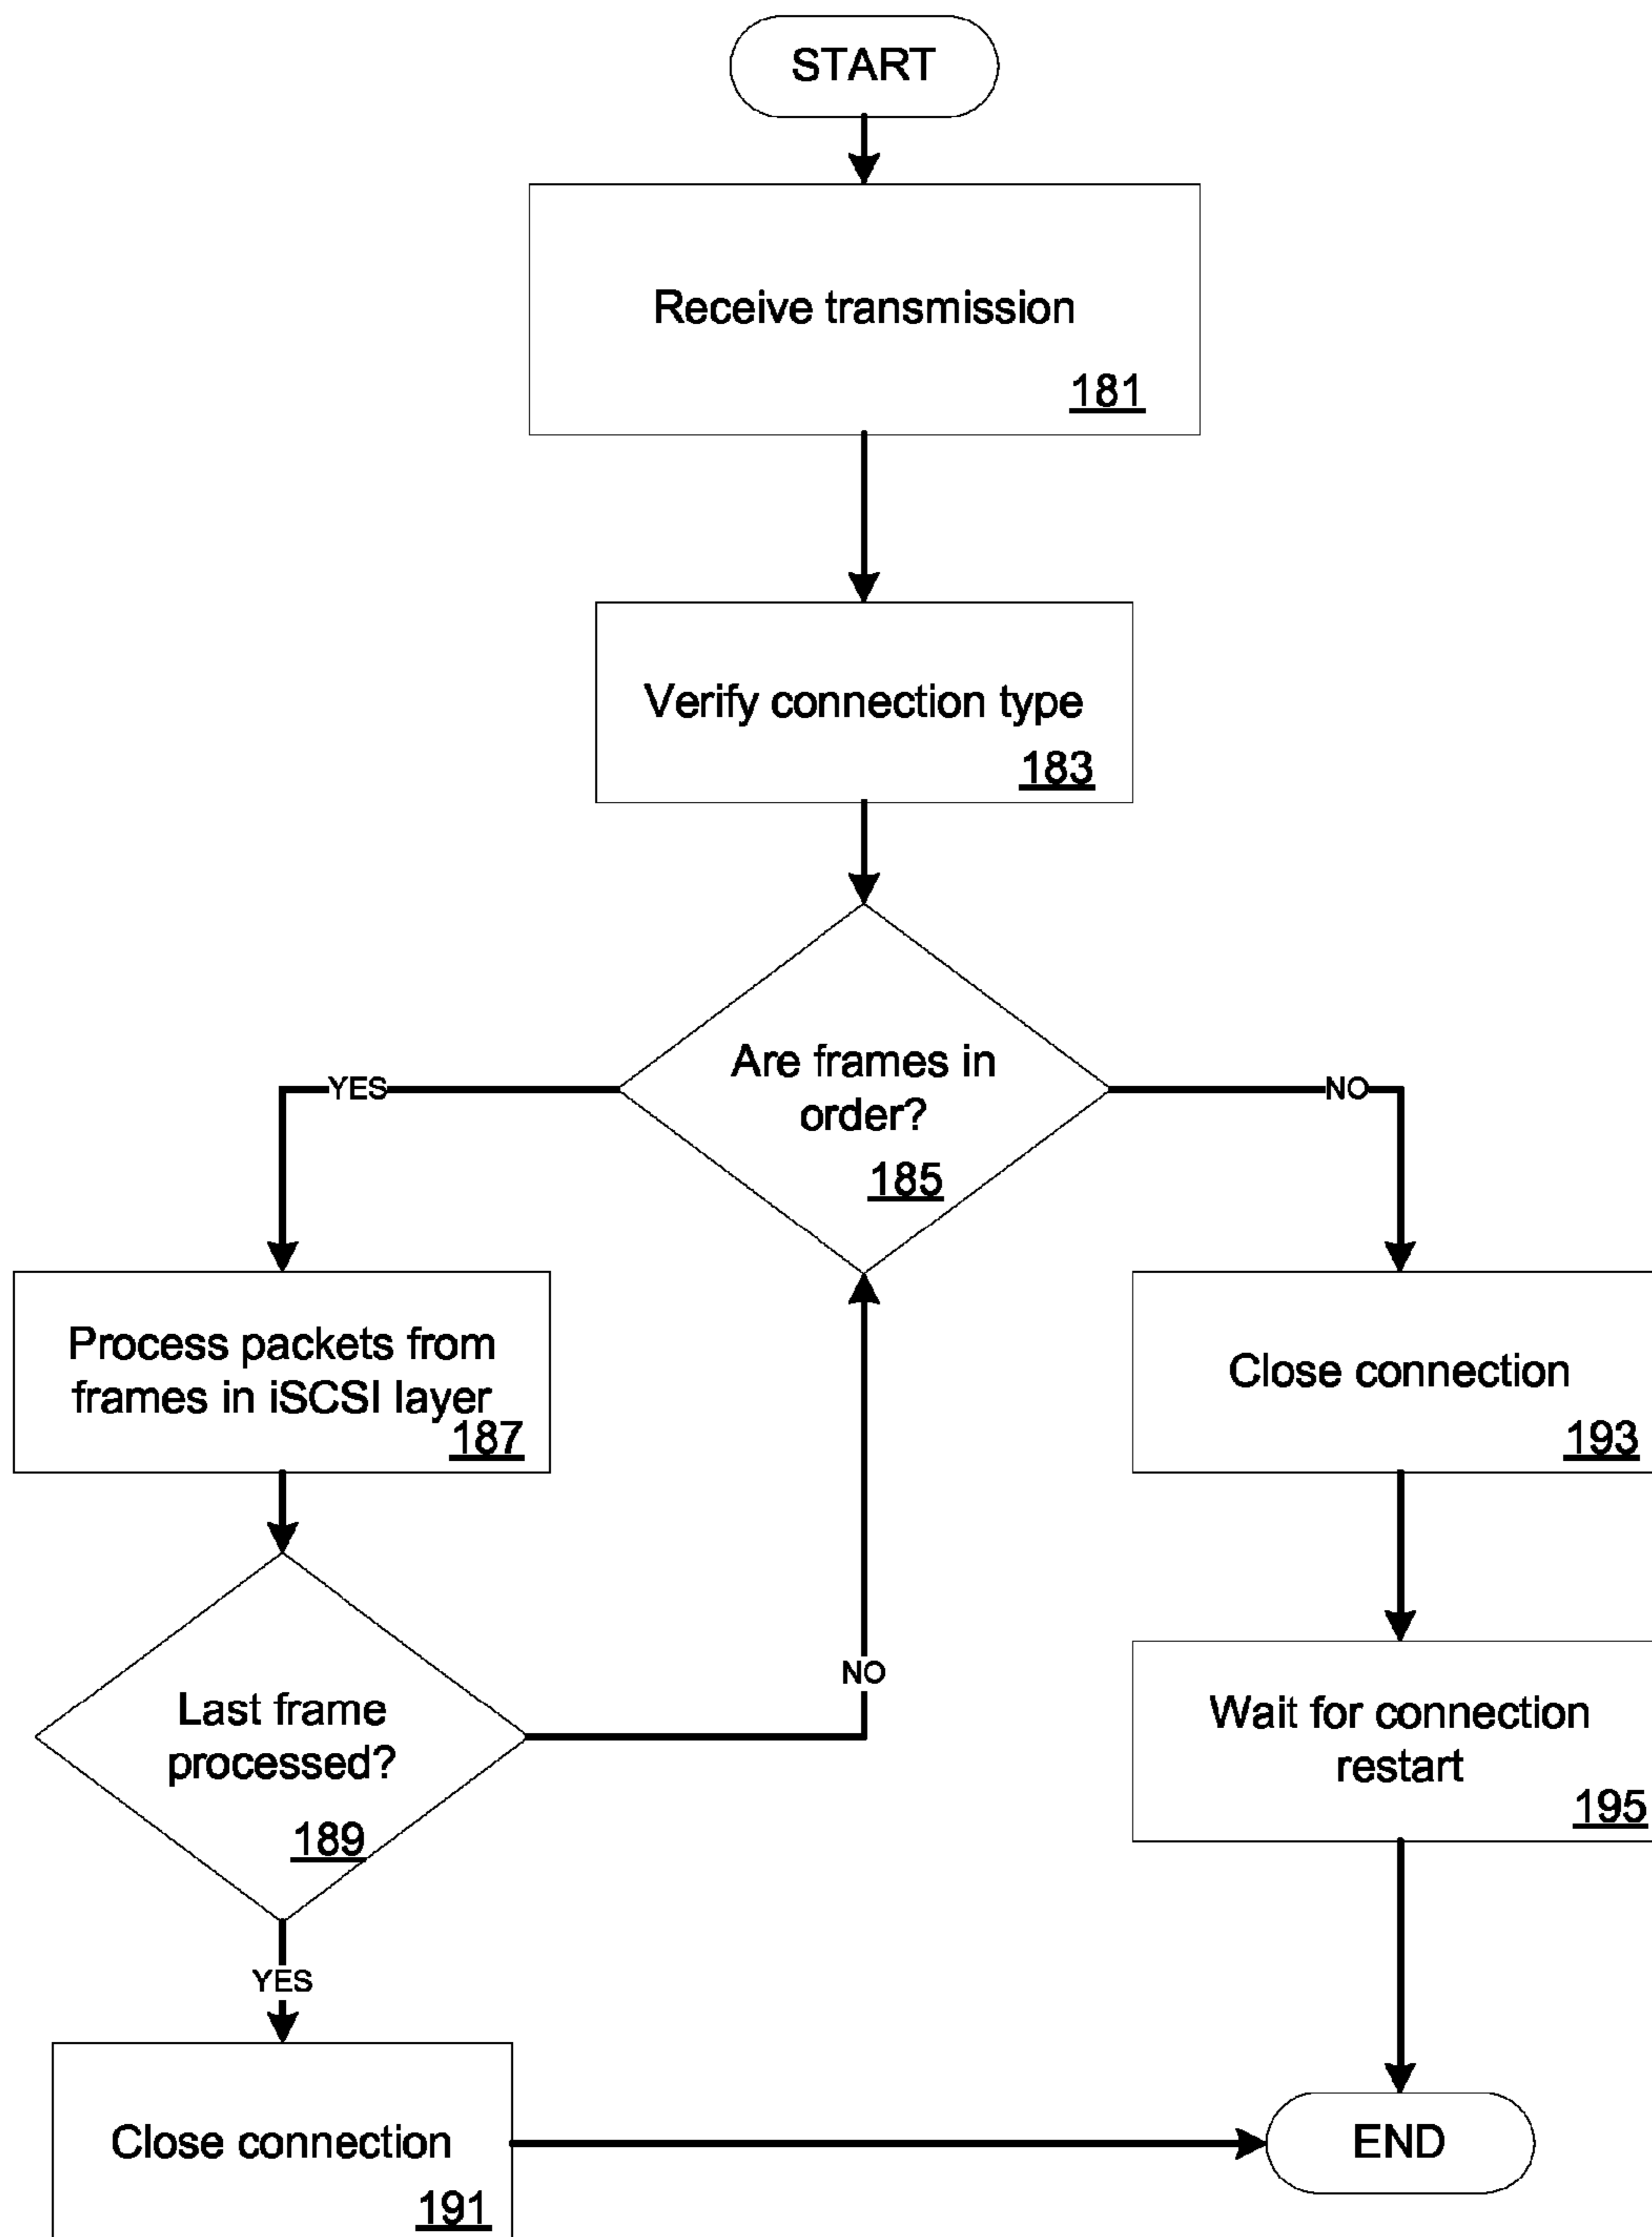 START
Receive transmission
181
Verify connection type
183
Are frames in
order?
185
YES
NO
Process packets from
frames in iSCSI layer
187
Close connection
193
NO
Last frame
processed?
189
Wait for connection
restart
195
YES
Close connection
191
END